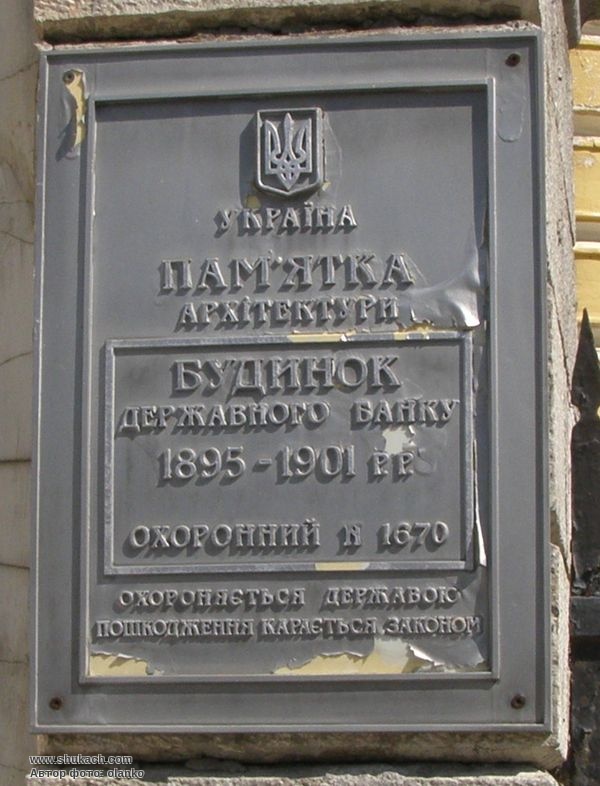 УКРАЇНА
ПАМ'ЯТКА
АРХІТЕКТУРИ
БУДИНОК
ДЕРЖАВНОГО БАНКУ
1895-1901 Р.Р.
ОХОРОННИЙ N 1670
ОХОРОНЯЄТЬСЯ ДЕРЖАВОЮ
ПОШКОДЖЕННЯ КАРАЄТЬСЯ ЗАКОНОМ
www.shukach.com
Автор фото: olanko